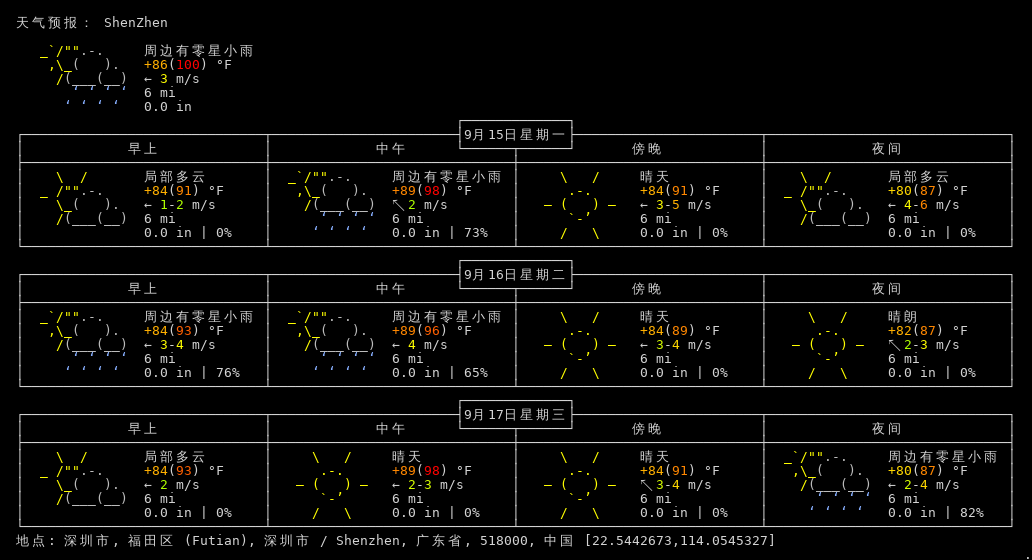 天气预报： ShenZhen
周边有零星小雨
+86(100) °F
← 3 m/s
6 mi
0.0 in
9月15日星期一
早上 中午 傍晚 夜间
局部多云 周边有零星小雨 晴天 局部多云
+84(91) °F +89(98) °F +84(91) °F +80(87) °F
← 1-2 m/s ↖ 2 m/s ← 3-5 m/s ← 4-6 m/s
6 mi 6 mi 6 mi 6 mi
0.0 in | 0% 0.0 in | 73% 0.0 in | 0% 0.0 in | 0%
9月16日星期二
早上 中午 傍晚 夜间
周边有零星小雨 周边有零星小雨 晴天 晴朗
+84(93) °F +89(96) °F +84(89) °F +82(87) °F
← 3-4 m/s ← 4 m/s ← 3-4 m/s ↖ 2-3 m/s
6 mi 6 mi 6 mi 6 mi
0.0 in | 76% 0.0 in | 65% 0.0 in | 0% 0.0 in | 0%
9月17日星期三
早上 中午 傍晚 夜间
局部多云 晴天 晴天 周边有零星小雨
+84(93) °F +89(98) °F +84(91) °F +80(87) °F
← 2 m/s ← 2-3 m/s ↖ 3-4 m/s ← 2-4 m/s
6 mi 6 mi 6 mi 6 mi
0.0 in | 0% 0.0 in | 0% 0.0 in | 0% 0.0 in | 82%
地点: 深圳市, 福田区 (Futian), 深圳市 / Shenzhen, 广东省, 518000, 中国 [22.5442673,114.0545327]